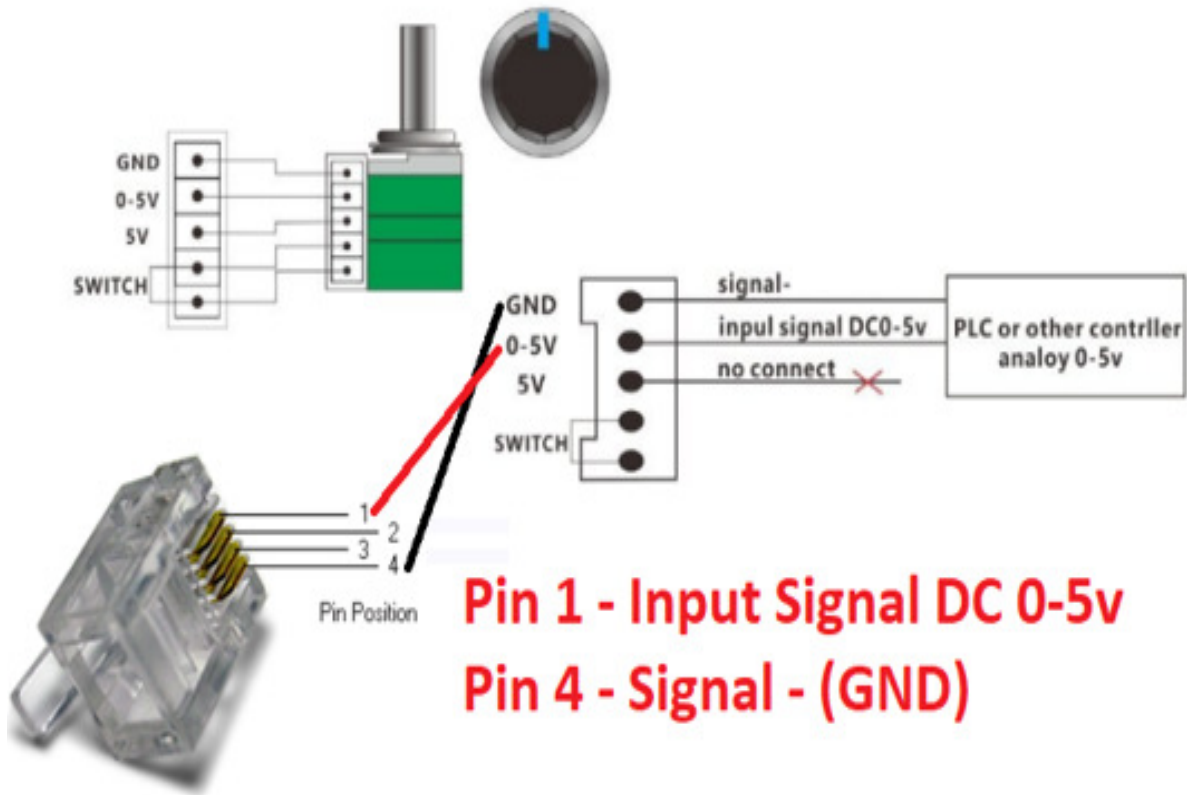 GND
0-5V
5V
SWITCH
GND
0-5V
5V
SWITCH
signal-
inpul signal DC0-5v
no connect
PLC or other contrller
analoy 0-5v
1
2
3
4
Pin Position
Pin 1 - Input Signal DC 0-5v
Pin 4 - Signal - (GND)